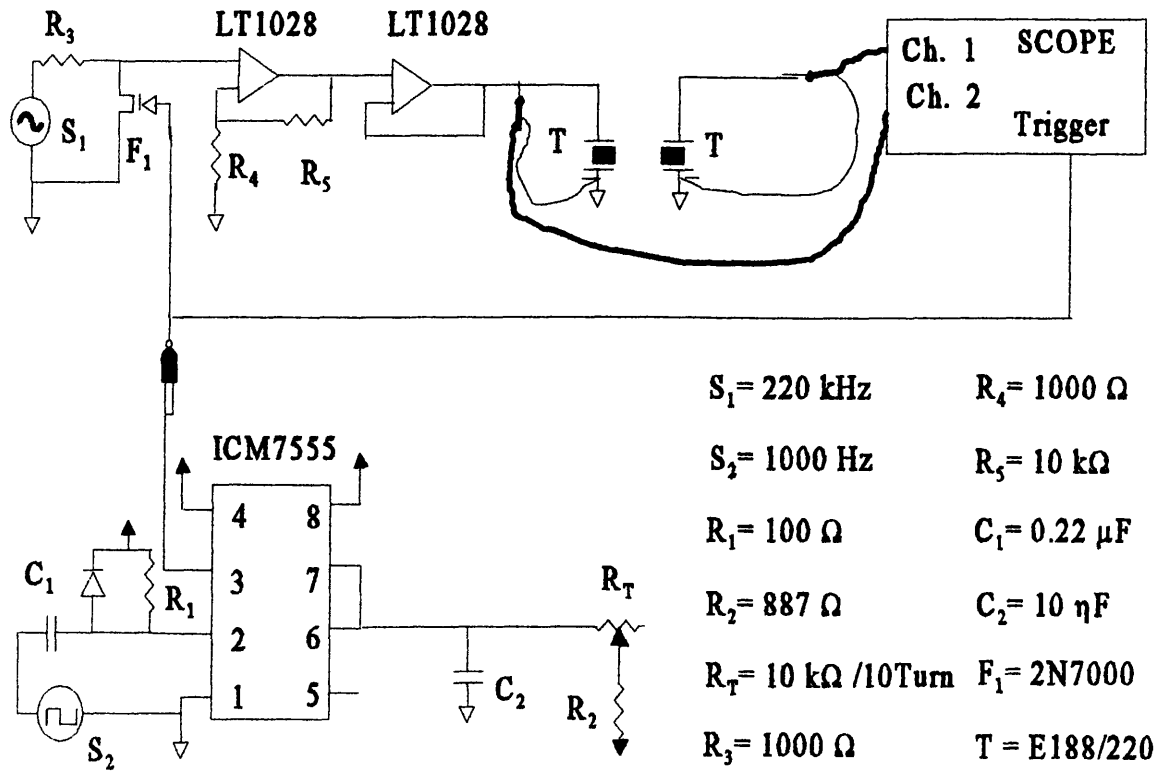 R₃
LT1028
LT1028
S₁
F₁
R₄
R₅
T
T
Ch. 1
SCOPE
Ch. 2
Trigger
ICM7555
4
8
3
7
2
6
1
5
C₁
R₁
S₂
C₂
R_T
R₂
S₁= 220 kHz
R₄= 1000 Ω
S₂= 1000 Hz
R₅= 10 kΩ
R₁= 100 Ω
C₁= 0.22 μF
R₂= 887 Ω
C₂= 10 ηF
R_T= 10 kΩ /10Turn
F₁= 2N7000
R₃= 1000 Ω
T = E188/220